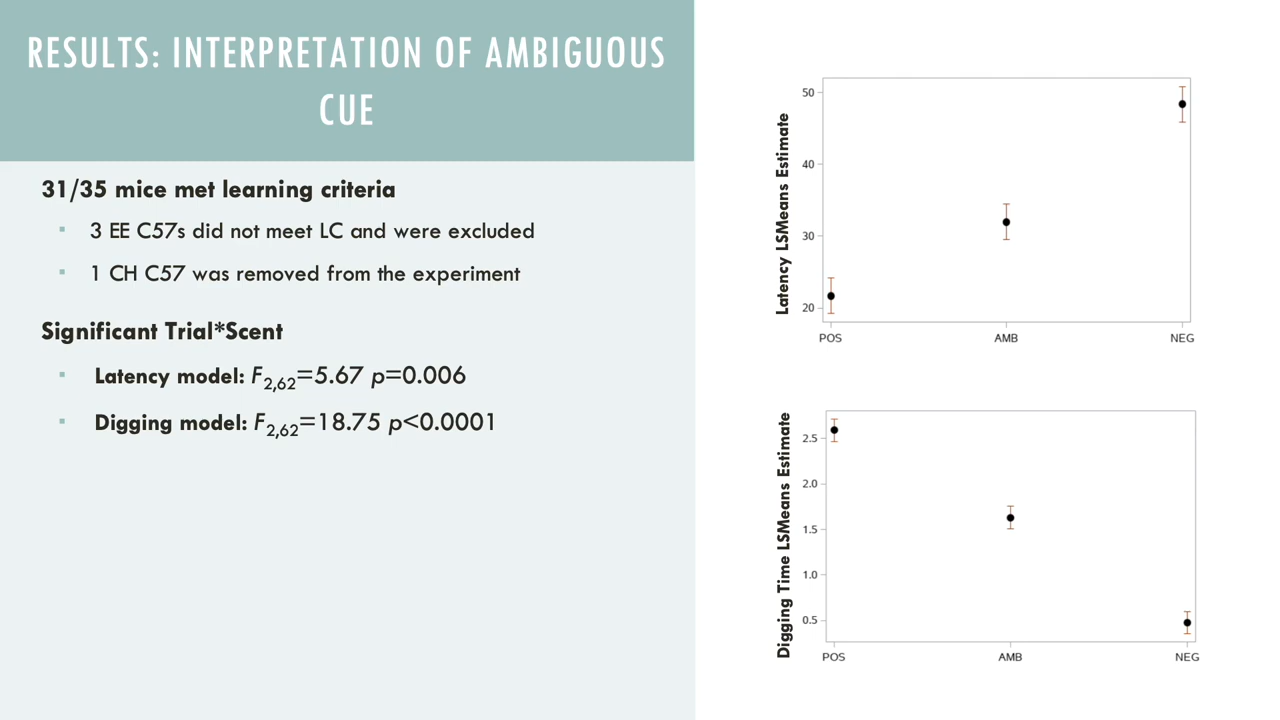 RESULTS: INTERPRETATION OF AMBIGUOUS
CUE
31/35 mice met learning criteria
▪ 3 EE C57s did not meet LC and were excluded
▪ 1 CH C57 was removed from the experiment
Significant Trial*Scent
▪ Latency model: F2,62=5.67 p=0.006
▪ Digging model: F2,62=18.75 p<0.0001
Latency LSMeans Estimate
50
40
30
20
POS AMB NEG
Digging Time LSMeans Estimate
2.5
2.0
1.5
1.0
0.5
POS AMB NEG